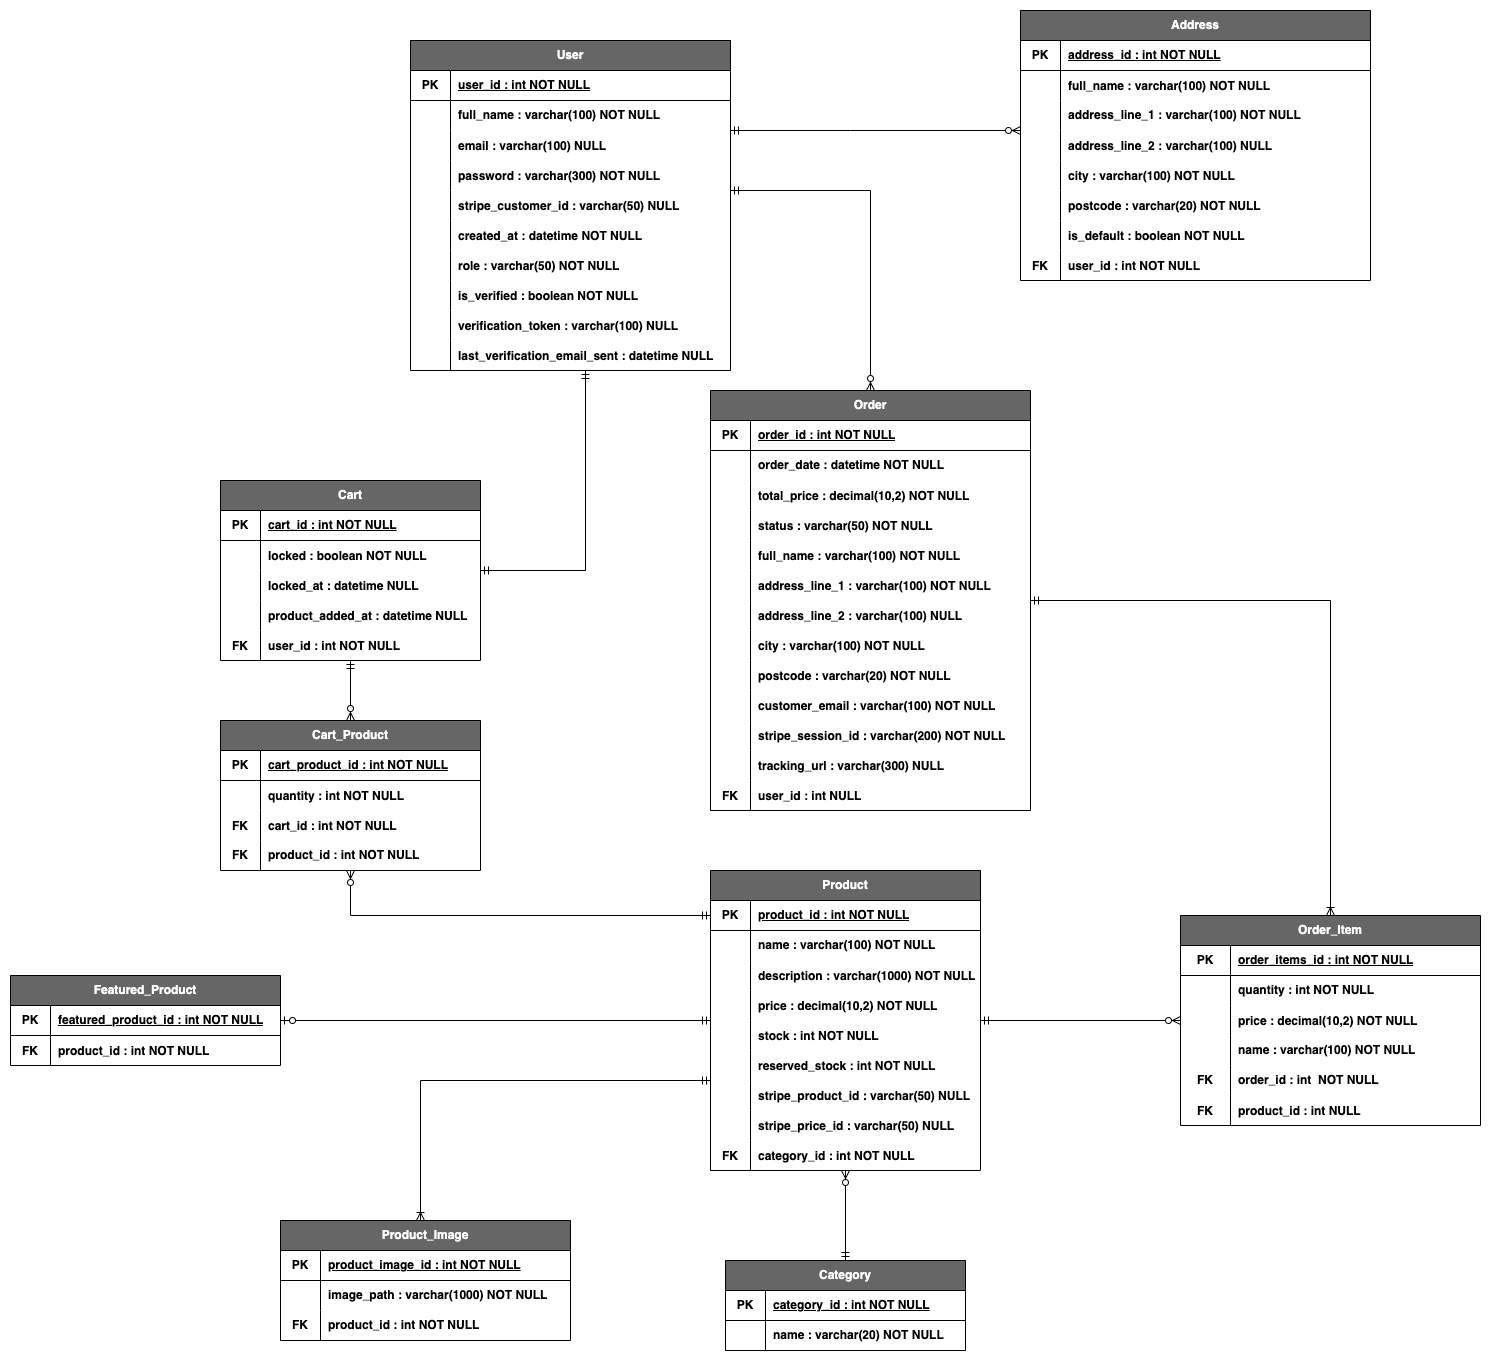 User
PK user_id : int NOT NULL
full_name : varchar(100) NOT NULL
email : varchar(100) NULL
password : varchar(300) NOT NULL
stripe_customer_id : varchar(50) NULL
created_at : datetime NOT NULL
role : varchar(50) NOT NULL
is_verified : boolean NOT NULL
verification_token : varchar(100) NULL
last_verification_email_sent : datetime NULL
Address
PK address_id : int NOT NULL
full_name : varchar(100) NOT NULL
address_line_1 : varchar(100) NOT NULL
address_line_2 : varchar(100) NULL
city : varchar(100) NOT NULL
postcode : varchar(20) NOT NULL
is_default : boolean NOT NULL
FK user_id : int NOT NULL
Order
PK order_id : int NOT NULL
order_date : datetime NOT NULL
total_price : decimal(10,2) NOT NULL
status : varchar(50) NOT NULL
full_name : varchar(100) NOT NULL
address_line_1 : varchar(100) NOT NULL
address_line_2 : varchar(100) NULL
city : varchar(100) NOT NULL
postcode : varchar(20) NOT NULL
customer_email : varchar(100) NOT NULL
stripe_session_id : varchar(200) NOT NULL
tracking_url : varchar(300) NULL
FK user_id : int NULL
Cart
PK cart_id : int NOT NULL
locked : boolean NOT NULL
locked_at : datetime NULL
product_added_at : datetime NULL
FK user_id : int NOT NULL
Cart_Product
PK cart_product_id : int NOT NULL
quantity : int NOT NULL
FK cart_id : int NOT NULL
FK product_id : int NOT NULL
Product
PK product_id : int NOT NULL
name : varchar(100) NOT NULL
description : varchar(1000) NOT NULL
price : decimal(10,2) NOT NULL
stock : int NOT NULL
reserved_stock : int NOT NULL
stripe_product_id : varchar(50) NULL
stripe_price_id : varchar(50) NULL
FK category_id : int NOT NULL
Order_Item
PK order_items_id : int NOT NULL
quantity : int NOT NULL
price : decimal(10,2) NOT NULL
name : varchar(100) NOT NULL
FK order_id : int NOT NULL
FK product_id : int NULL
Featured_Product
PK featured_product_id : int NOT NULL
FK product_id : int NOT NULL
Product_Image
PK product_image_id : int NOT NULL
image_path : varchar(1000) NOT NULL
FK product_id : int NOT NULL
Category
PK category_id : int NOT NULL
name : varchar(20) NOT NULL